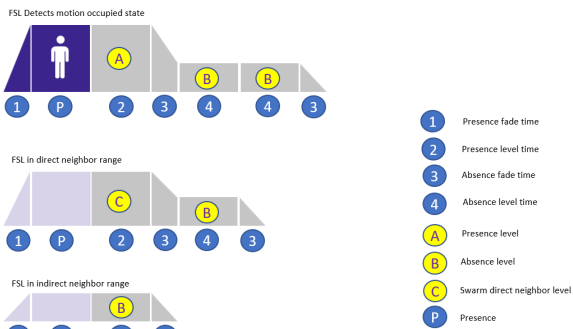 FSL Detects motion occupied state
A
B
B
1 P 2 3 4 4 3
1 Presence fade time
2 Presence level time
3 Absence fade time
4 Absence level time
A Presence level
B Absence level
C Swarm direct neighbor level
P Presence
FSL in direct neighbor range
C
B
1 P 2 3 4 3
FSL in indirect neighbor range
B